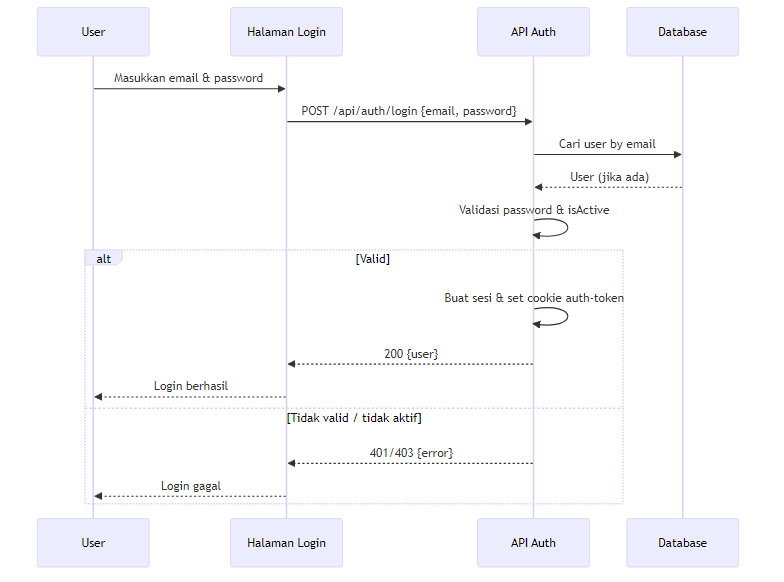 User
Halaman Login
API Auth
Database
Masukkan email & password
POST /api/auth/login {email, password}
Cari user by email
User (jika ada)
Validasi password & isActive
alt
[Valid]
Buat sesi & set cookie auth-token
200 {user}
Login berhasil
[Tidak valid / tidak aktif]
401/403 {error}
Login gagal
User
Halaman Login
API Auth
Database